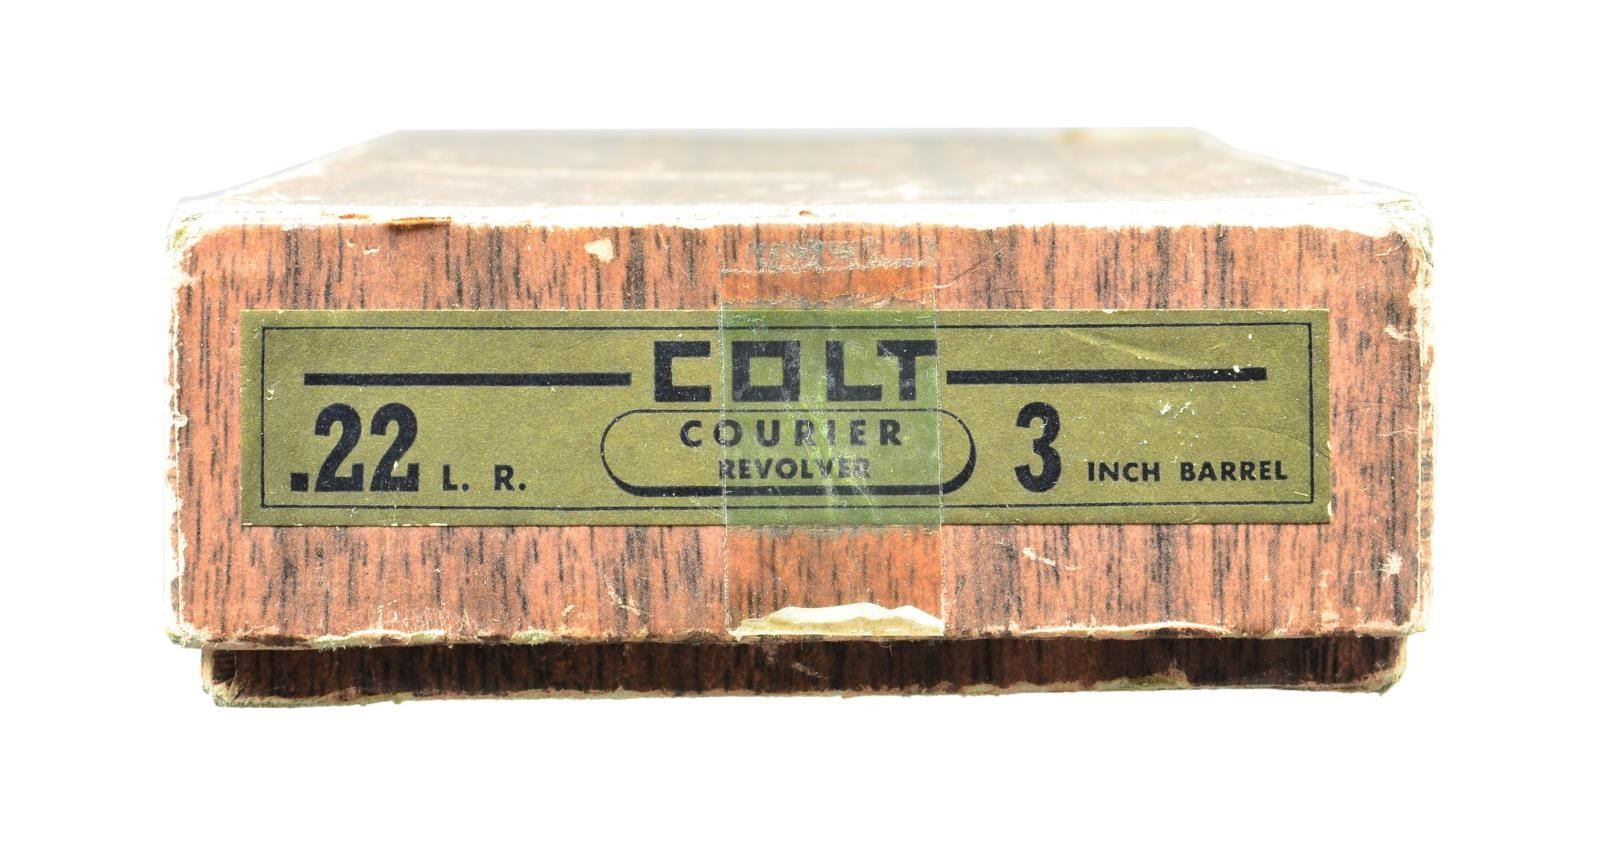 COLT
COURIER
REVOLVER
.22 L. R.
3 INCH BARREL